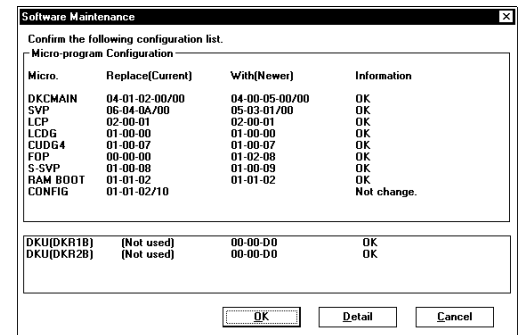 Software Maintenance
Confirm the following configuration list.
Micro-program Configuration
Micro. Replace(Current) With(Newer) Information
DKCMAIN 04-01-02-00/00 04-00-05-00/00 OK
SVP 06-04-0A/00 05-03-01/00 OK
LCP 02-00-01 02-00-01 OK
LCDG 01-00-00 01-00-00 OK
CUDG4 01-00-07 01-00-07 OK
FOP 00-00-00 01-02-08 OK
S-SVP 01-00-08 01-00-09 OK
RAM BOOT 01-01-02 01-01-02 OK
CONFIG 01-01-02/10 Not change.
DKU(DKR1B) (Not used) 00-00-D0 OK
DKU(DKR2B) (Not used) 00-00-D0 OK
OK Detail Cancel